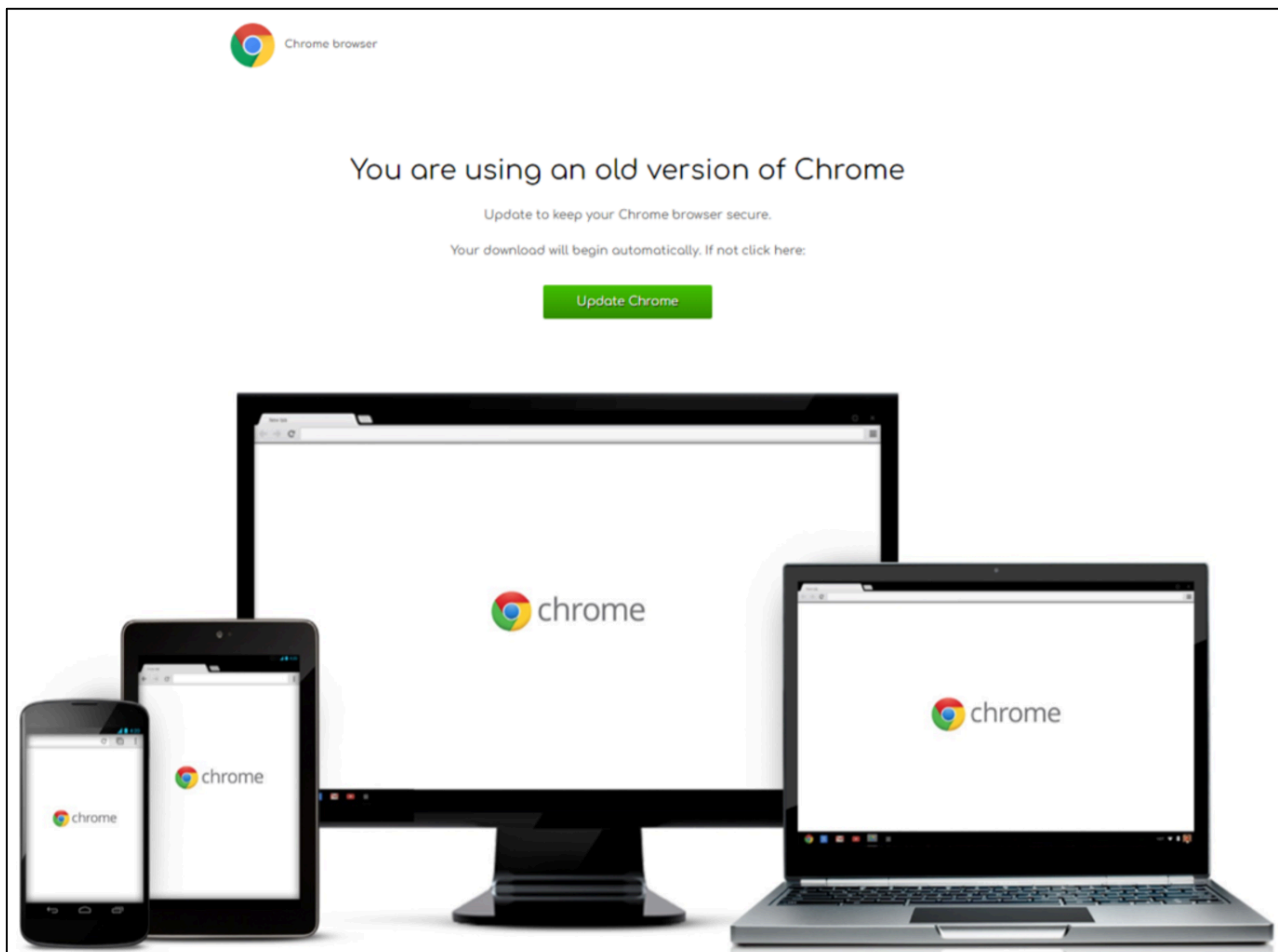 Chrome browser
You are using an old version of Chrome
Update to keep your Chrome browser secure.
Your download will begin automatically. If not click here:
Update Chrome
chrome
chrome
chrome
chrome